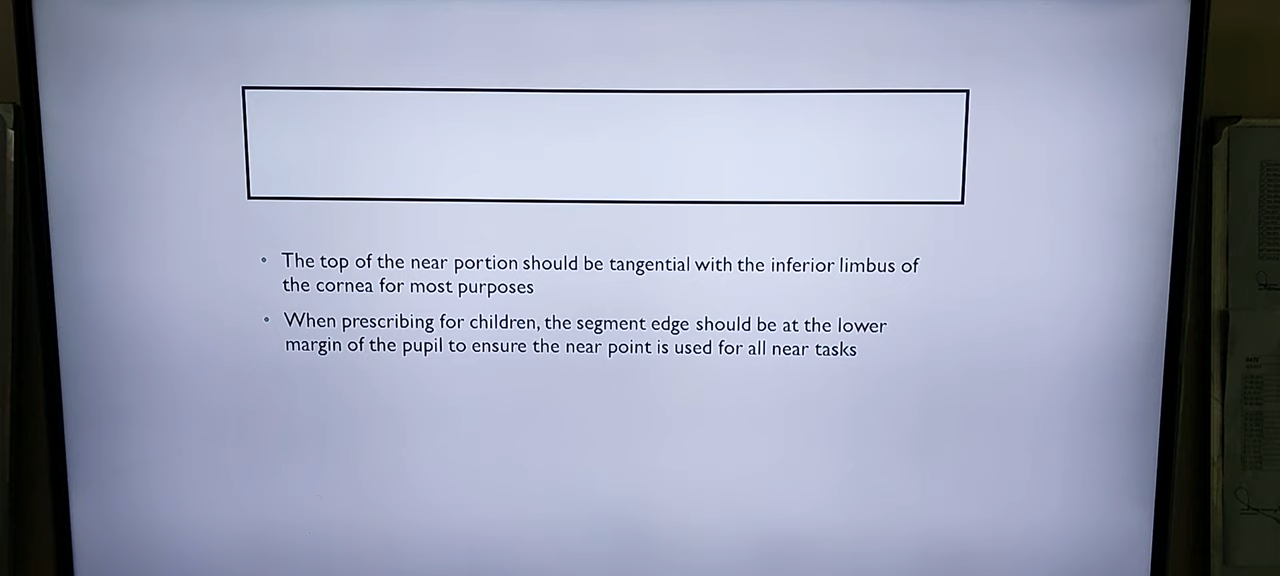 The top of the near portion should be tangential with the inferior limbus of
the cornea for most purposes
When prescribing for children, the segment edge should be at the lower
margin of the pupil to ensure the near point is used for all near tasks